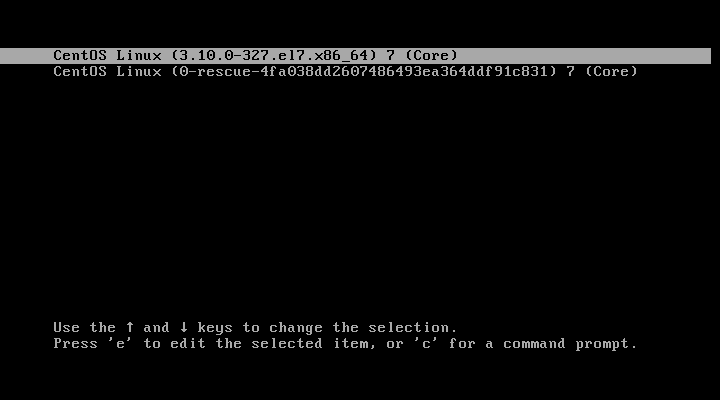 CentOS Linux (3.10.0-327.el7.x86_64) 7 (Core)
CentOS Linux (0-rescue-4fa038dd2607486493ea364ddf91c831) 7 (Core)
Use the ↑ and ↓ keys to change the selection.
Press 'e' to edit the selected item, or 'c' for a command prompt.